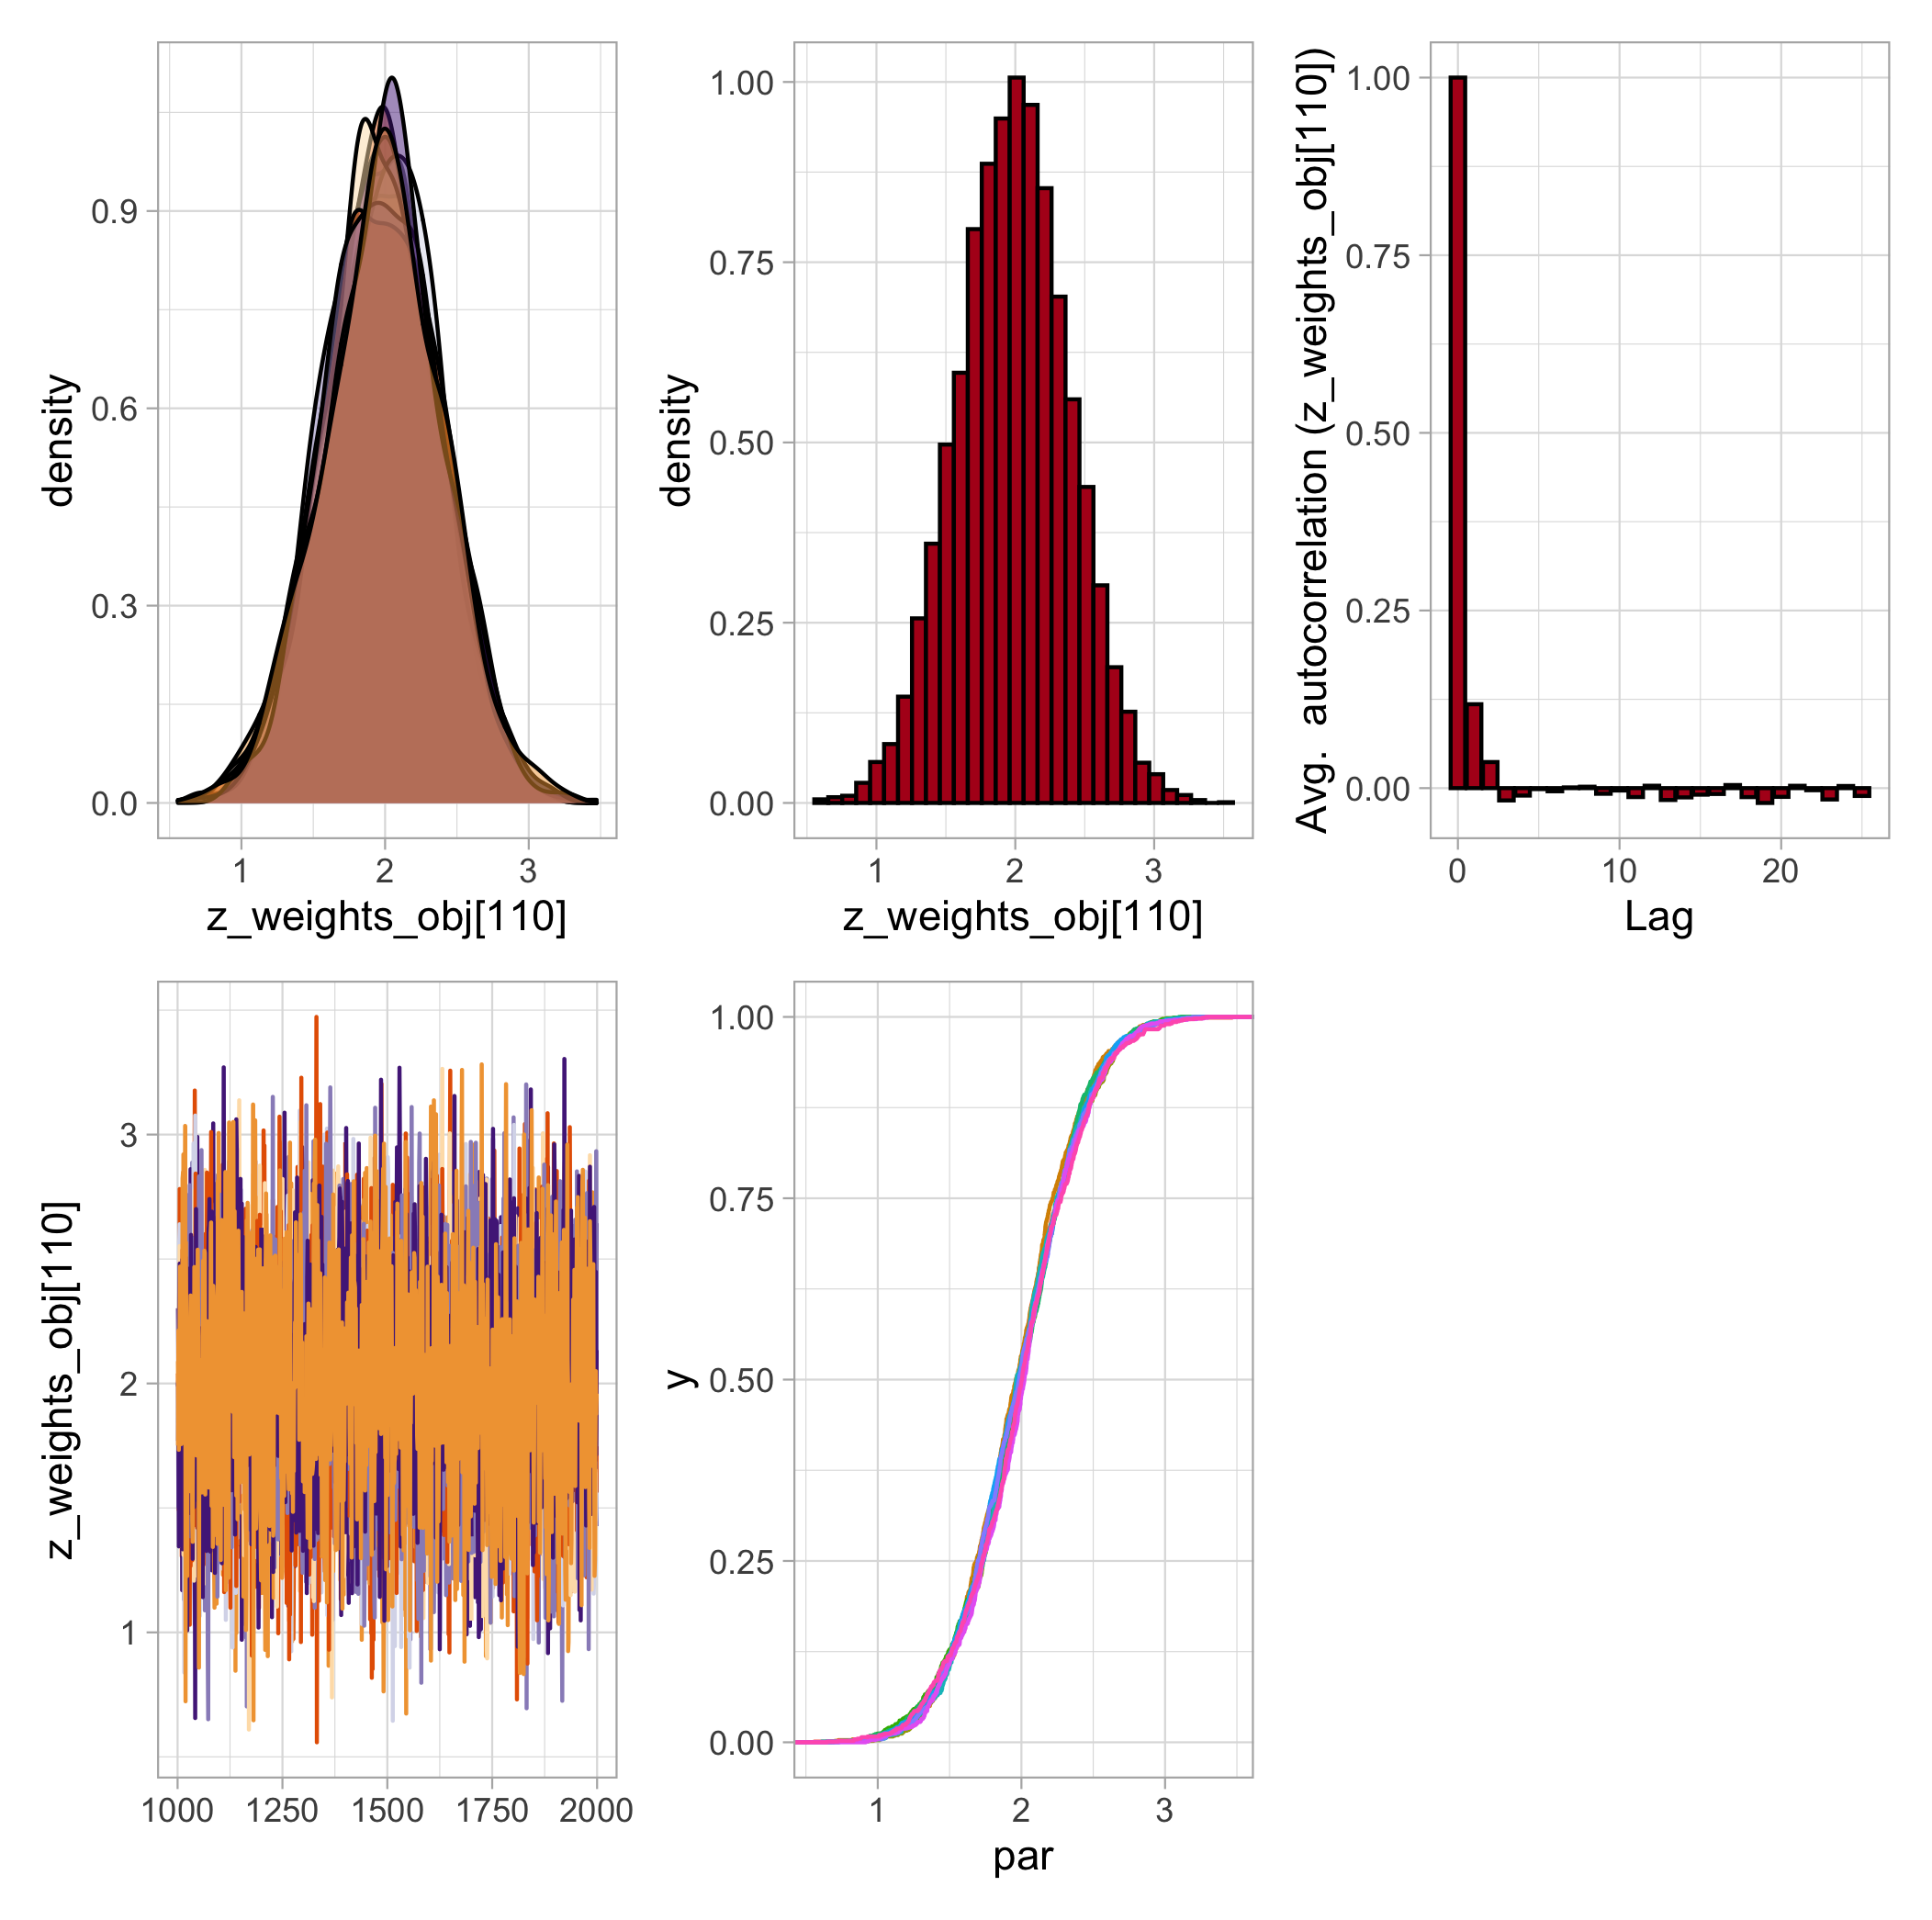 density
0.9
0.6
0.3
0.0
1 2 3
z_weights_obj[110]
density
1.00
0.75
0.50
0.25
0.00
1 2 3
z_weights_obj[110]
Avg. autocorrelation (z_weights_obj[110])
1.00
0.75
0.50
0.25
0.00
0 10 20
Lag
z_weights_obj[110]
3
2
1
1000 1250 1500 1750 2000
y
1.00
0.75
0.50
0.25
0.00
1 2 3
par